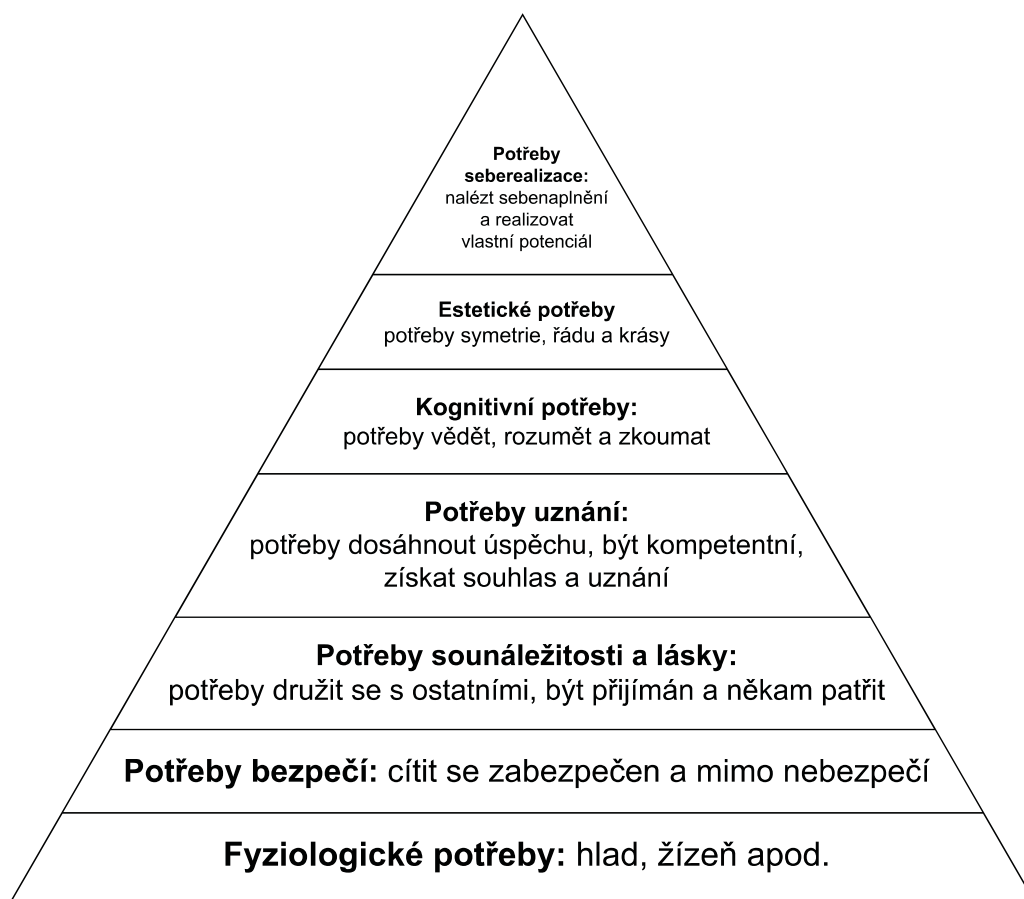 Potřeby
seberealizace:
nalézt sebenaplnění
a realizovat
vlastní potenciál
Estetické potřeby
potřeby symetrie, řádu a krásy
Kognitivní potřeby:
potřeby vědět, rozumět a zkoumat
Potřeby uznání:
potřeby dosáhnout úspěchu, být kompetentní,
získat souhlas a uznání
Potřeby sounáležitosti a lásky:
potřeby družit se s ostatními, být přijímán a někam patřit
Potřeby bezpečí: cítit se zabezpečen a mimo nebezpečí
Fyziologické potřeby: hlad, žízeň apod.